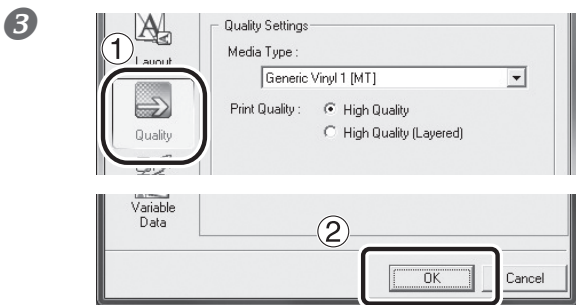 3
A A
Quality Settings
1
Layout
Media Type :
Generic Vinyl 1 [MT]
Print Quality : High Quality
High Quality (Layered)
Quality
Variable
Data
2
OK Cancel